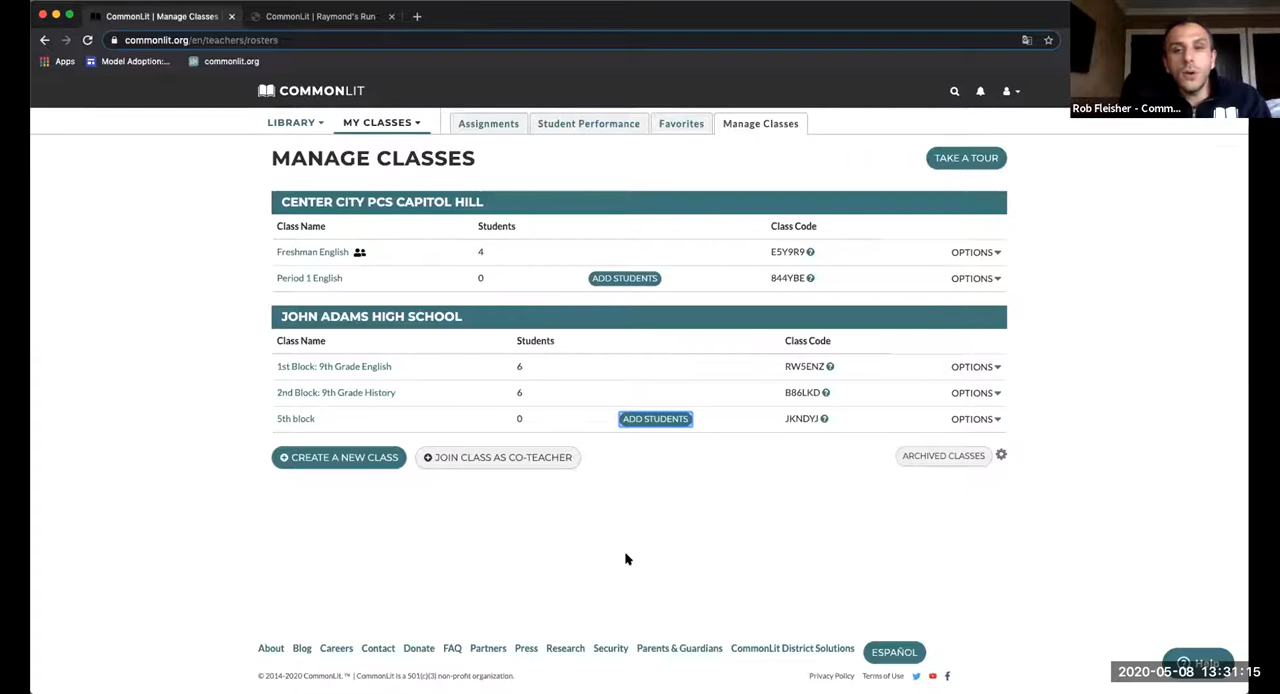 CommonLit | Manage Classes
CommonLit | Raymond's Run
commonlit.org/en/teachers/rosters
Apps Model Adoption:... commonlit.org
Rob Fleisher - Comm...
COMMONLIT
LIBRARY MY CLASSES Assignments Student Performance Favorites Manage Classes
MANAGE CLASSES TAKE A TOUR
CENTER CITY PCS CAPITOL HILL
Class Name Students Class Code
Freshman English 4 E5Y9R9 OPTIONS
Period 1 English 0 ADD STUDENTS 844YBE OPTIONS
JOHN ADAMS HIGH SCHOOL
Class Name Students Class Code
1st Block: 9th Grade English 6 RW5ENZ OPTIONS
2nd Block: 9th Grade History 6 B86LKD OPTIONS
5th block 0 ADD STUDENTS JKNDYJ OPTIONS
CREATE A NEW CLASS JOIN CLASS AS CO-TEACHER ARCHIVED CLASSES
About Blog Careers Contact Donate FAQ Partners Press Research Security Parents & Guardians CommonLit District Solutions ESPAÑOL
Help
© 2014-2020 CommonLit.™ | CommonLit is a 501(c)(3) non-profit organization. Privacy Policy Terms of Use
2020-05-08 13:31:15